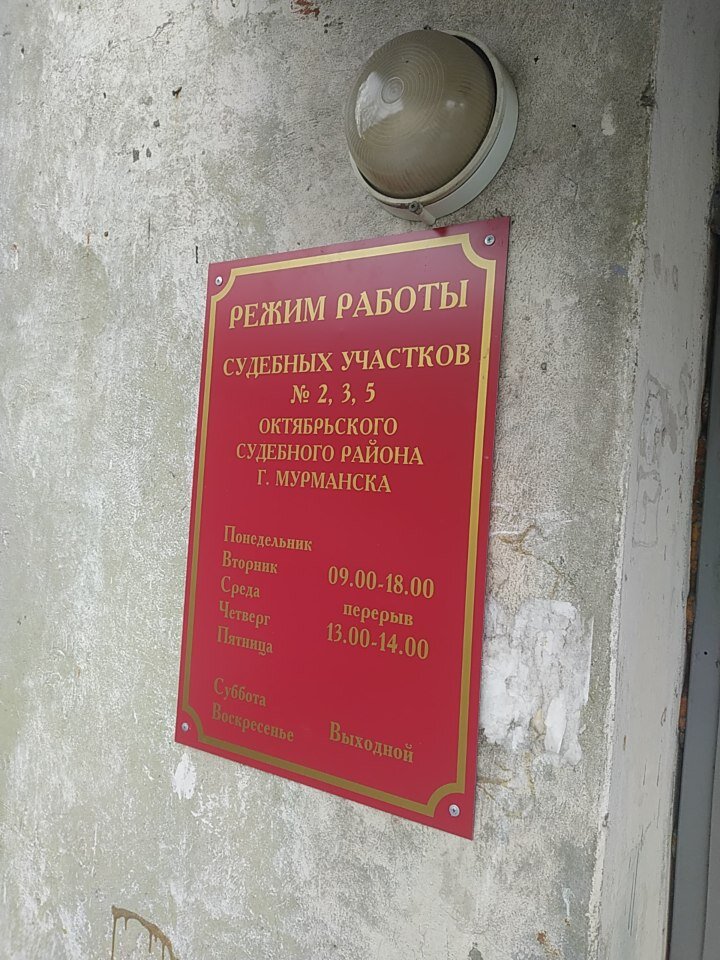 РЕЖИМ РАБОТЫ
СУДЕБНЫХ УЧАСТКОВ
№ 2, 3, 5
ОКТЯБРЬСКОГО
СУДЕБНОГО РАЙОНА
Г. МУРМАНСКА
Понедельник
Вторник
Среда
Четверг
Пятница
09.00-18.00
перерыв
13.00-14.00
Суббота
Воскресенье
Выходной